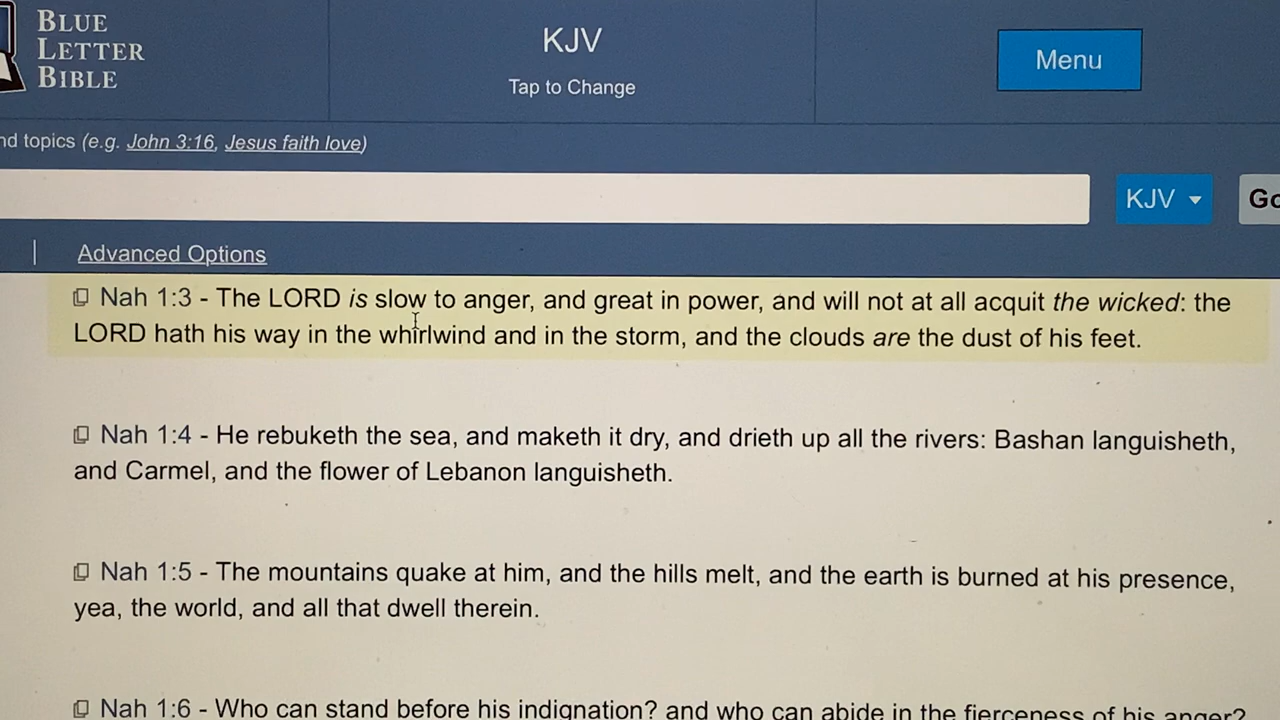 BLUE
LETTER
BIBLE
KJV
Tap to Change
Menu
nd topics (e.g. John 3:16, Jesus faith love)
KJV
Go
| Advanced Options
Nah 1:3 - The LORD is slow to anger, and great in power, and will not at all acquit the wicked: the
LORD hath his way in the whirlwind and in the storm, and the clouds are the dust of his feet.
Nah 1:4 - He rebuketh the sea, and maketh it dry, and drieth up all the rivers: Bashan languisheth,
and Carmel, and the flower of Lebanon languisheth.
Nah 1:5 - The mountains quake at him, and the hills melt, and the earth is burned at his presence,
yea, the world, and all that dwell therein.
Nah 1:6 - Who can stand before his indignation? and who can abide in the fierceness of his anger?